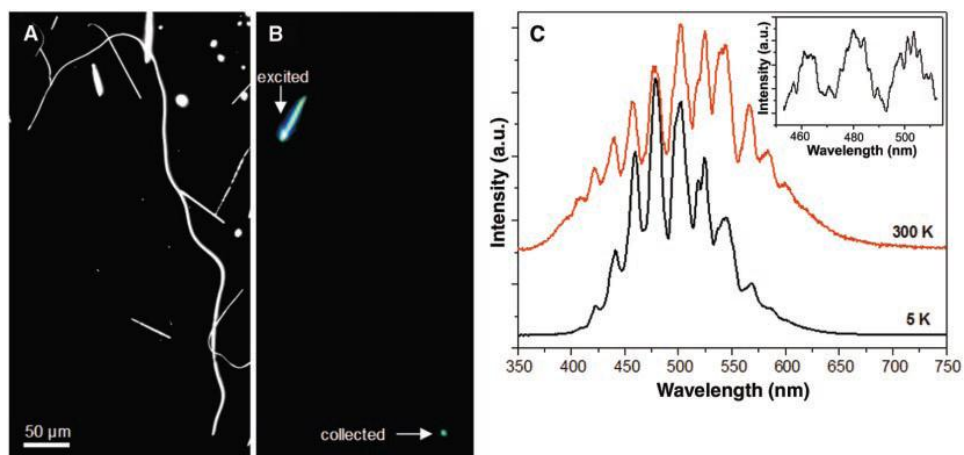 A
50 µm
B
excited
collected
C
Intensity (a.u.)
300 K
5 K
350 400 450 500 550 600 650 700 750
Wavelength (nm)
Intensity (a.u.)
460 480 500
Wavelength (nm)